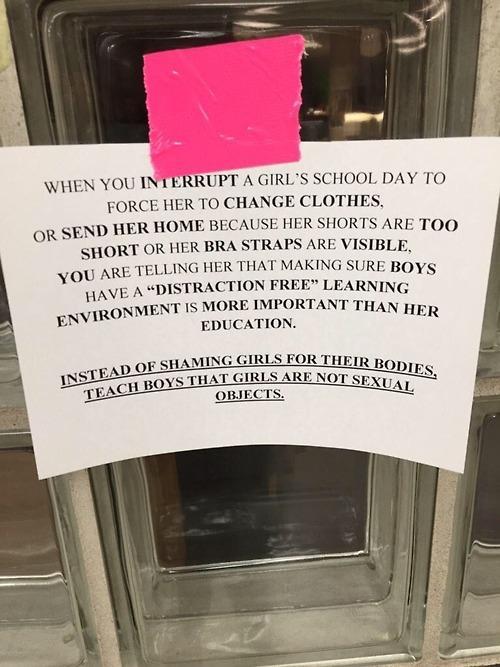 WHEN YOU INTERRUPT A GIRL'S SCHOOL DAY TO
FORCE HER TO CHANGE CLOTHES,
OR SEND HER HOME BECAUSE HER SHORTS ARE TOO
SHORT OR HER BRA STRAPS ARE VISIBLE,
YOU ARE TELLING HER THAT MAKING SURE BOYS
HAVE A “DISTRACTION FREE” LEARNING
ENVIRONMENT IS MORE IMPORTANT THAN HER
EDUCATION.
INSTEAD OF SHAMING GIRLS FOR THEIR BODIES,
TEACH BOYS THAT GIRLS ARE NOT SEXUAL
OBJECTS.